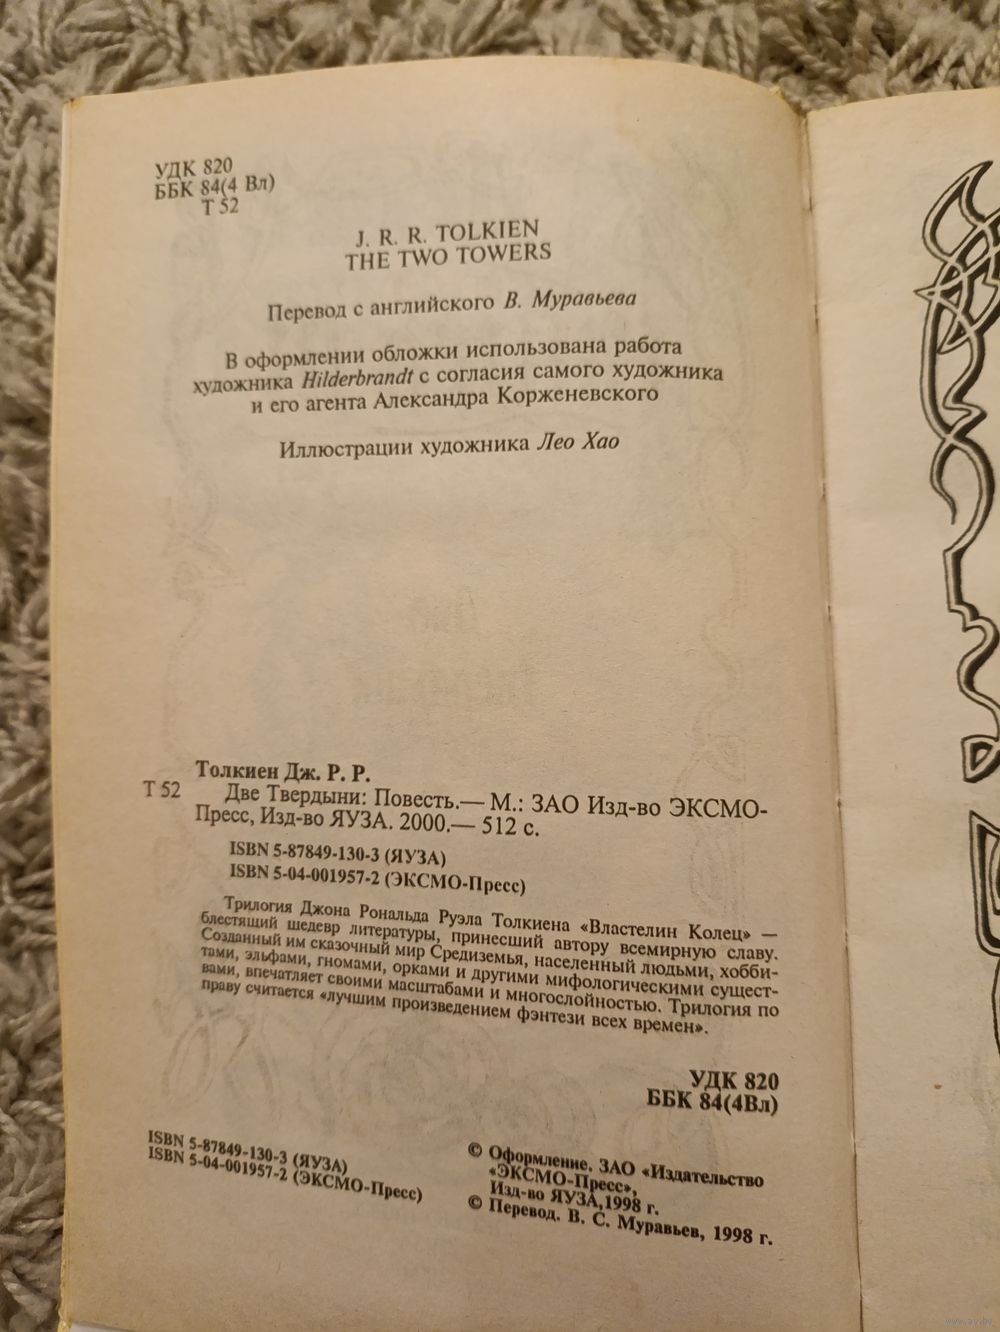 УДК 820
ББК 84(4 Вл)
Т 52
J. R. R. TOLKIEN
THE TWO TOWERS
Перевод с английского В. Муравьева
В оформлении обложки использована работа
художника Hilderbrandt с согласия самого художника
и его агента Александра Корженевского
Иллюстрации художника Лео Хао
Толкиен Дж. Р. Р.
Т 52 Две Твердыни: Повесть.— М.: ЗАО Изд-во ЭКСМО-
Пресс, Изд-во ЯУЗА. 2000.— 512 с.
ISBN 5-87849-130-3 (ЯУЗА)
ISBN 5-04-001957-2 (ЭКСМО-Пресс)
Трилогия Джона Рональда Руэла Толкиена «Властелин Колец» —
блестящий шедевр литературы, принесший автору всемирную славу.
Созданный им сказочный мир Средиземья, населенный людьми, хобби-
тами, эльфами, гномами, орками и другими мифологическими сущест-
вами, впечатляет своими масштабами и многослойностью. Трилогия по
праву считается «лучшим произведением фэнтези всех времен».
УДК 820
ББК 84(4Вл)
ISBN 5-87849-130-3 (ЯУЗА)
ISBN 5-04-001957-2 (ЭКСМО-Пресс)
© Оформление. ЗАО «Издательство
«ЭКСМО-Пресс»,
Изд-во ЯУЗА,1998 г.
© Перевод. В. С. Муравьев, 1998 г.
www.ay.by